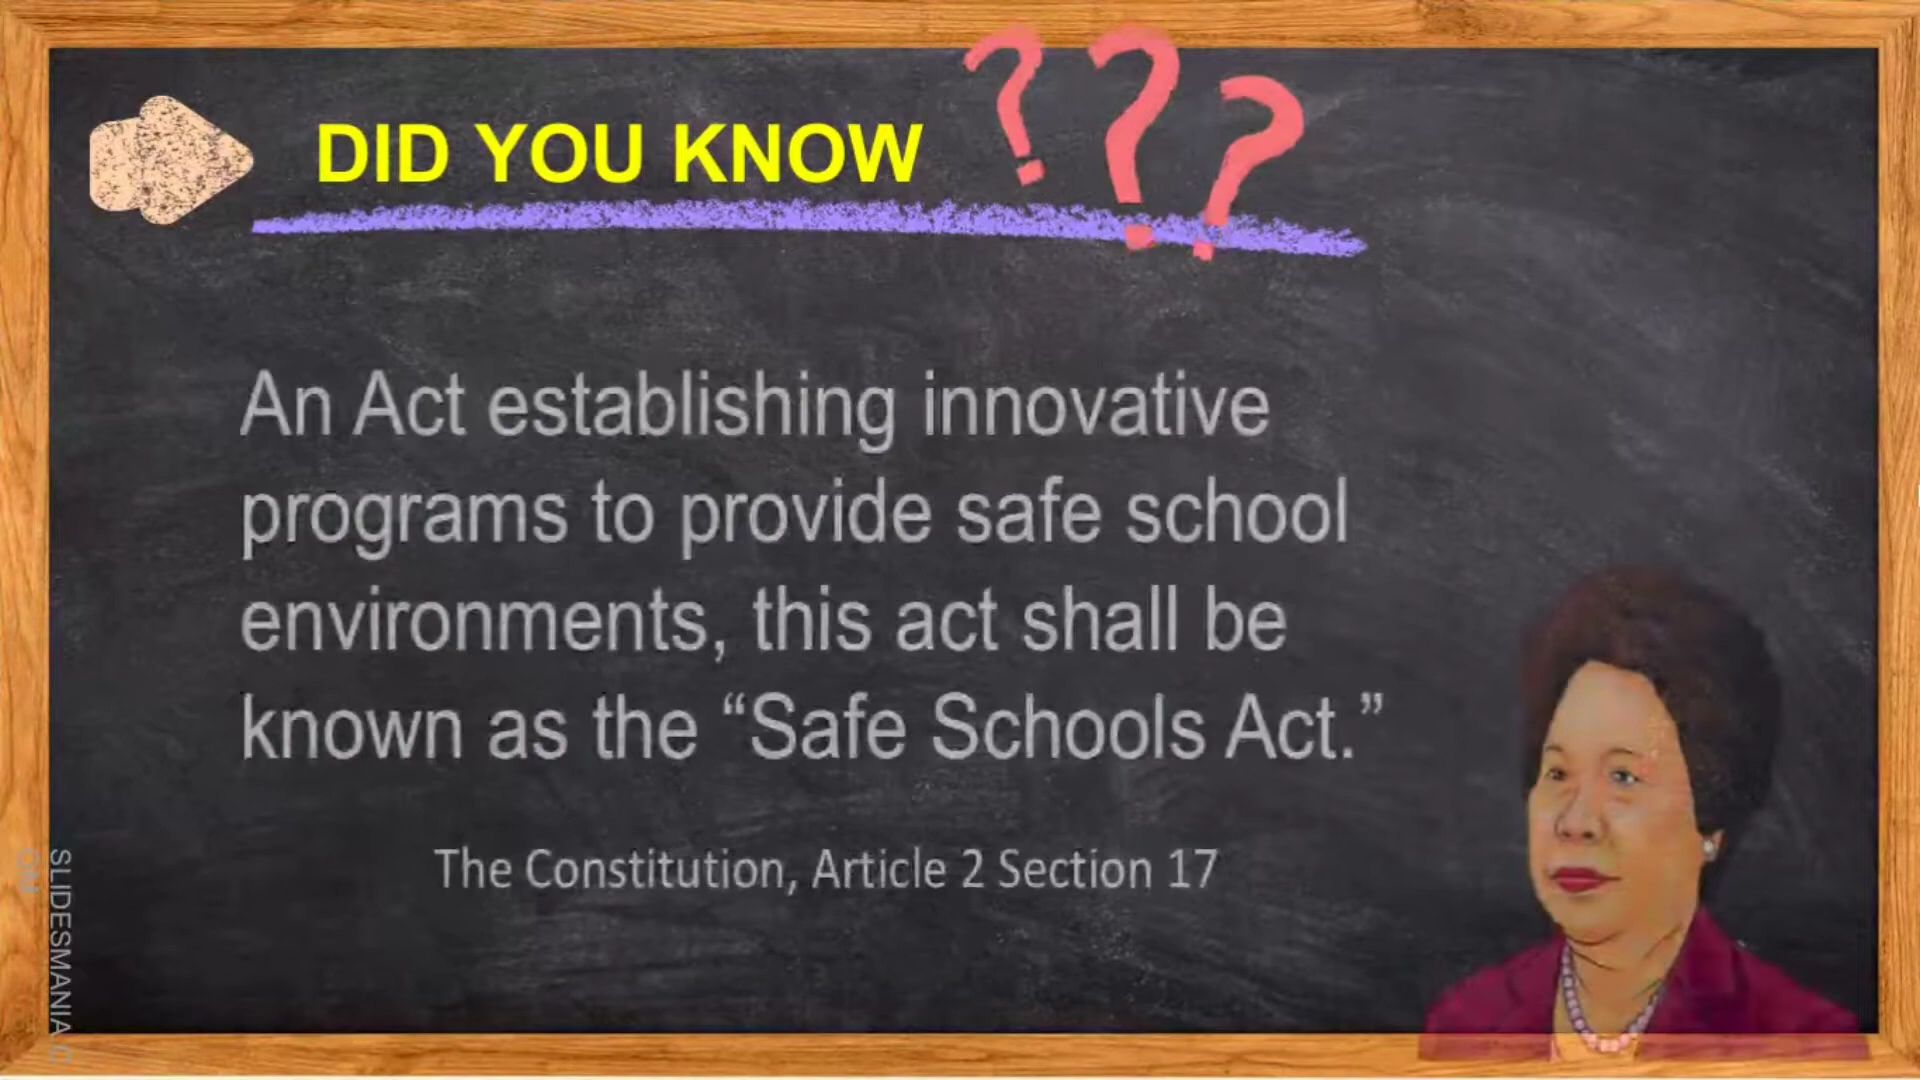 DID YOU KNOW ???
An Act establishing innovative
programs to provide safe school
environments, this act shall be
known as the “Safe Schools Act.”
The Constitution, Article 2 Section 17
SLIDESMANIA.C
OM